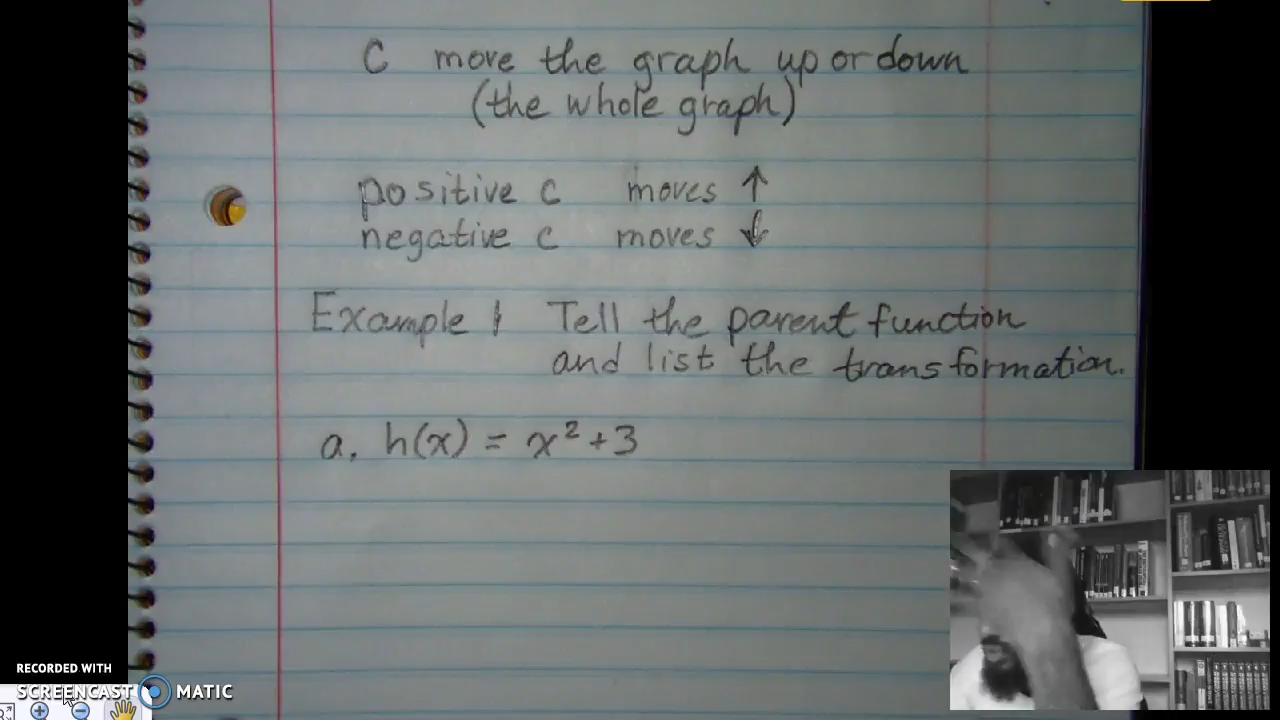 C move the graph up or down
(the whole graph)
positive c moves ↑
negative c moves ↓
Example 1 Tell the parent function
and list the transformation.
a. h(x) = x² + 3
RECORDED WITH
SCREENCAST MATIC